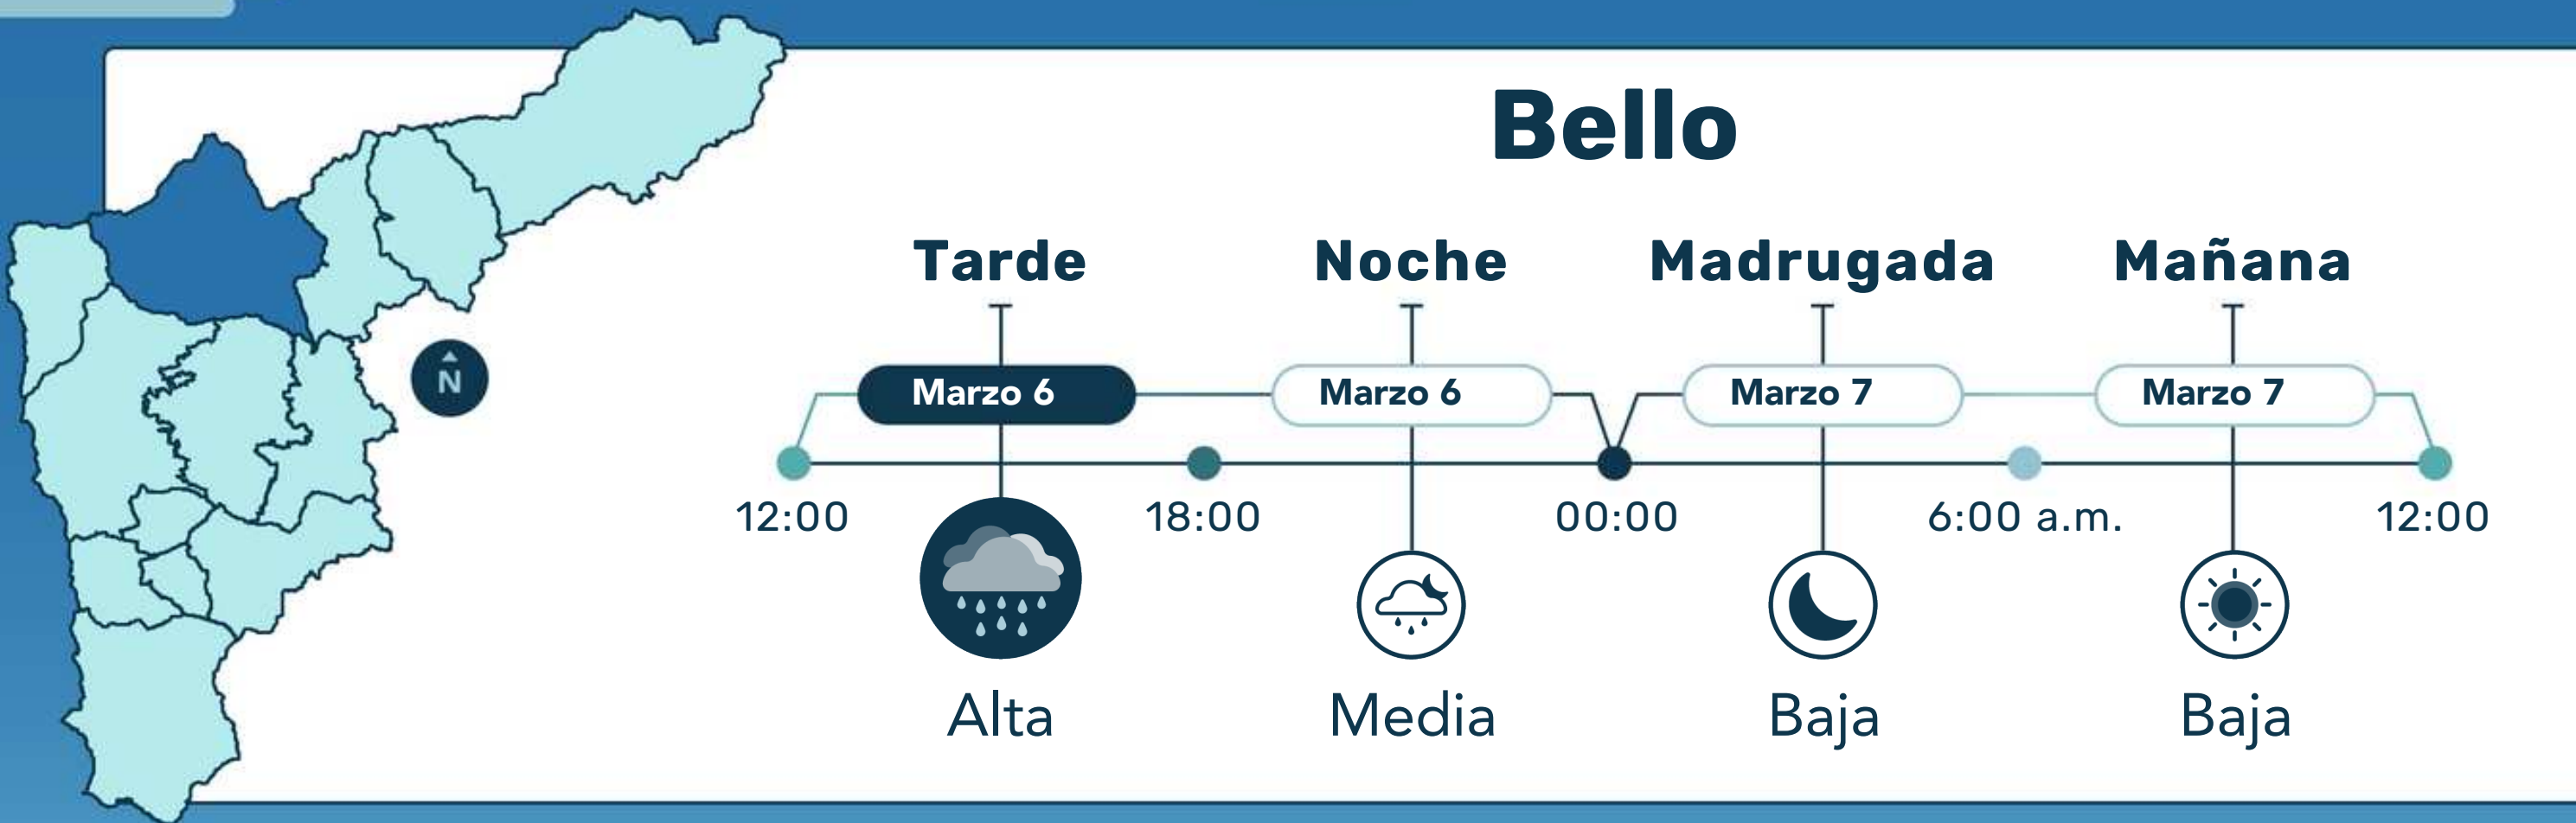 Bello
Tarde Noche Madrugada Mañana
Marzo 6 Marzo 6 Marzo 7 Marzo 7
N
12:00 18:00 00:00 6:00 a.m. 12:00
Alta Media Baja Baja